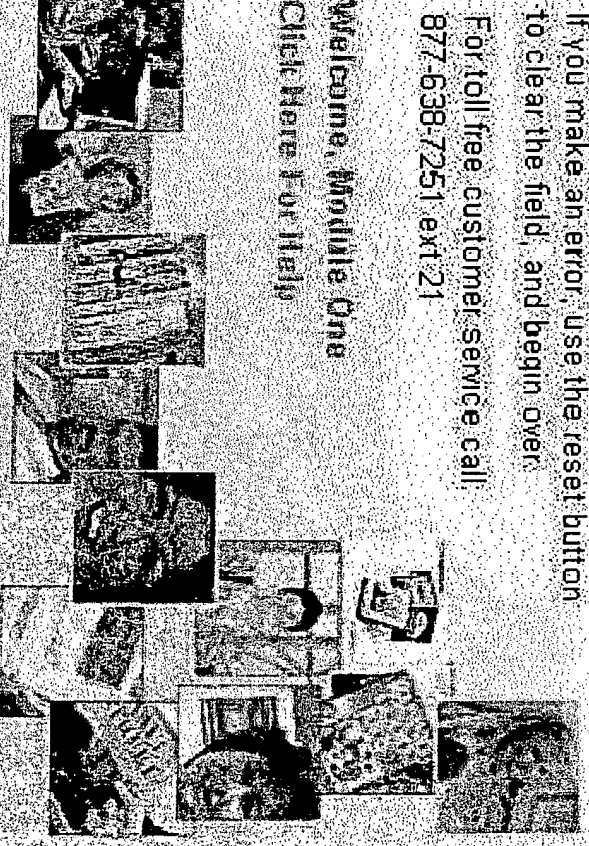 If you make an error, use the reset button
to clear the field, and begin over.
For toll free customer service call
877-638-7251 ext 21
Welcome, Module One
Click Here For Help